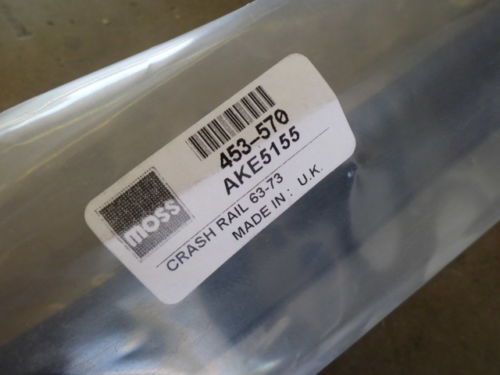 453-570
AKE5155
moss
CRASH RAIL 63-73
MADE IN: U.K.